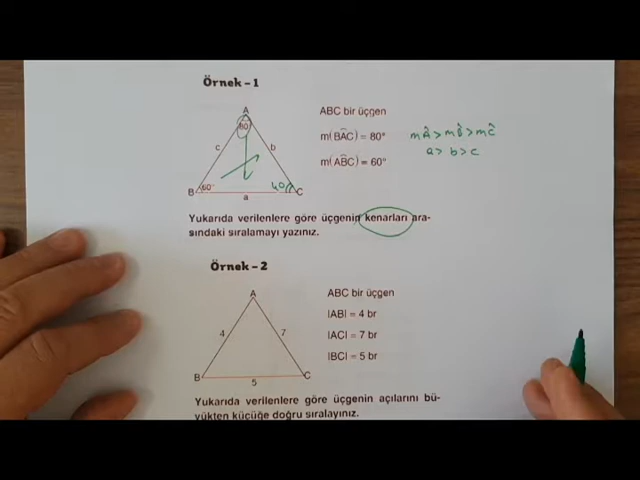 Örnek - 1
A
80
c
b
B
60°
40
C
a
ABC bir üçgen
m(BAC) = 80°
m(ABC) = 60°
mÂ > mB̂ > mĈ
a > b > c
Yukarıda verilenlere göre üçgenin kenarları ara-
sındaki sıralamayı yazınız.
Örnek - 2
A
4
7
B
5
C
ABC bir üçgen
|AB| = 4 br
|AC| = 7 br
|BC| = 5 br
Yukarıda verilenlere göre üçgenin açılarını bü-
yükten küçüğe doğru sıralayınız.